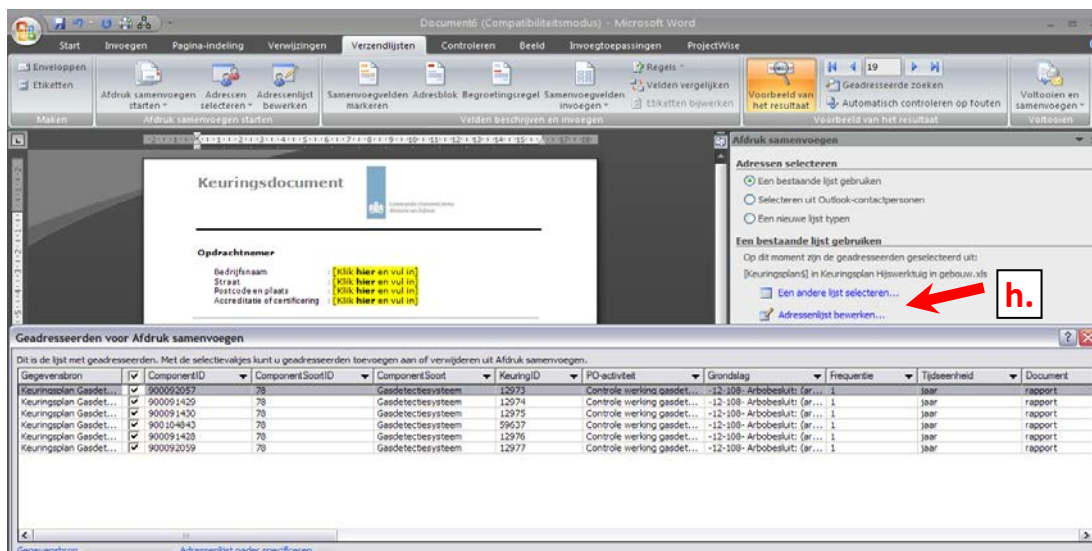 Document6 (Compatibiliteitsmodus) - Microsoft Word
Start Invoegen Pagina-indeling Verwijzingen Verzendlijsten Controleren Beeld Invoegtoepassingen ProjectWise
Enveloppen
Etiketten
Afdruk samenvoegen starten
Adressen selecteren
Adressenlijst bewerken
Samenvoegvelden markeren
Adresblok
Begroetingsregel
Samenvoegvelden invoegen
Regels
Velden vergelijken
Etiketten bijwerken
Voorbeeld van het resultaat
19
Geadresseerde zoeken
Automatisch controleren op fouten
Voltooien en samenvoegen
Maken Afdruk samenvoegen starten Velden beschrijven en invoegen Voorbeeld van het resultaat Voltooien
Keuringsdocument
Opdrachtnemer
Bedrijfsnaam : [Klik hier en vul in]
Straat : [Klik hier en vul in]
Postcode en plaats : [Klik hier en vul in]
Accreditatie of certificering : [Klik hier en vul in]
Afdruk samenvoegen
Adressen selecteren
Een bestaande lijst gebruiken
Selecteren uit Outlook-contactpersonen
Een nieuwe lijst typen
Een bestaande lijst gebruiken
Op dit moment zijn de geadresseerden geselecteerd uit:
[Keuringsplan$] in Keuringsplan Hijswerktuig in gebouw.xls
Een andere lijst selecteren...
Adressenlijst bewerken...
h.
Geadresseerden voor Afdruk samenvoegen
Dit is de lijst met geadresseerden. Met de selectievakjes kunt u geadresseerden toevoegen aan of verwijderen uit Afdruk samenvoegen.
Gegevensbron ComponentID ComponentSoortID ComponentSoort KeuringID PO-activiteit Grondslag Frequentie Tijdseenheid Document
Keuringsplan Gasdet... 900092057 78 Gasdetectiesysteem 12973 Controle werking gasdet... -12-108- Arbobesluit: (ar... 1 jaar rapport
Keuringsplan Gasdet... 900091429 78 Gasdetectiesysteem 12974 Controle werking gasdet... -12-108- Arbobesluit: (ar... 1 jaar rapport
Keuringsplan Gasdet... 900091430 78 Gasdetectiesysteem 12975 Controle werking gasdet... -12-108- Arbobesluit: (ar... 1 jaar rapport
Keuringsplan Gasdet... 900104843 78 Gasdetectiesysteem 59637 Controle werking gasdet... -12-108- Arbobesluit: (ar... 1 jaar rapport
Keuringsplan Gasdet... 900091428 78 Gasdetectiesysteem 12976 Controle werking gasdet... -12-108- Arbobesluit: (ar... 1 jaar rapport
Keuringsplan Gasdet... 900092059 78 Gasdetectiesysteem 12977 Controle werking gasdet... -12-108- Arbobesluit: (ar... 1 jaar rapport
Gegevensbron Adressenlijst nader specificeren